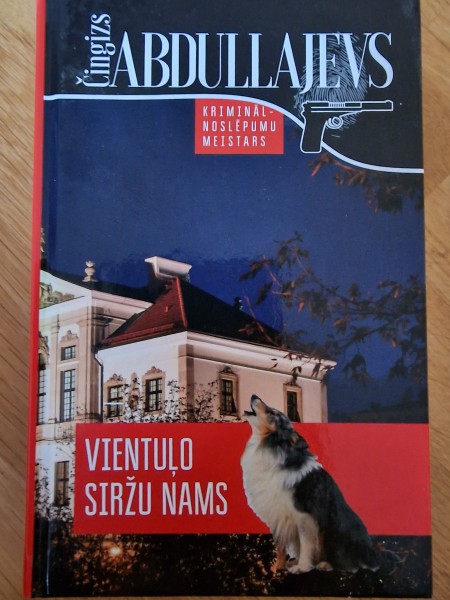 Čingizs
ABDULLAJEVS
KRIMINĀL-
NOSLĒPUMU
MEISTARS
VIENTUĻO
SIRŽU NAMS